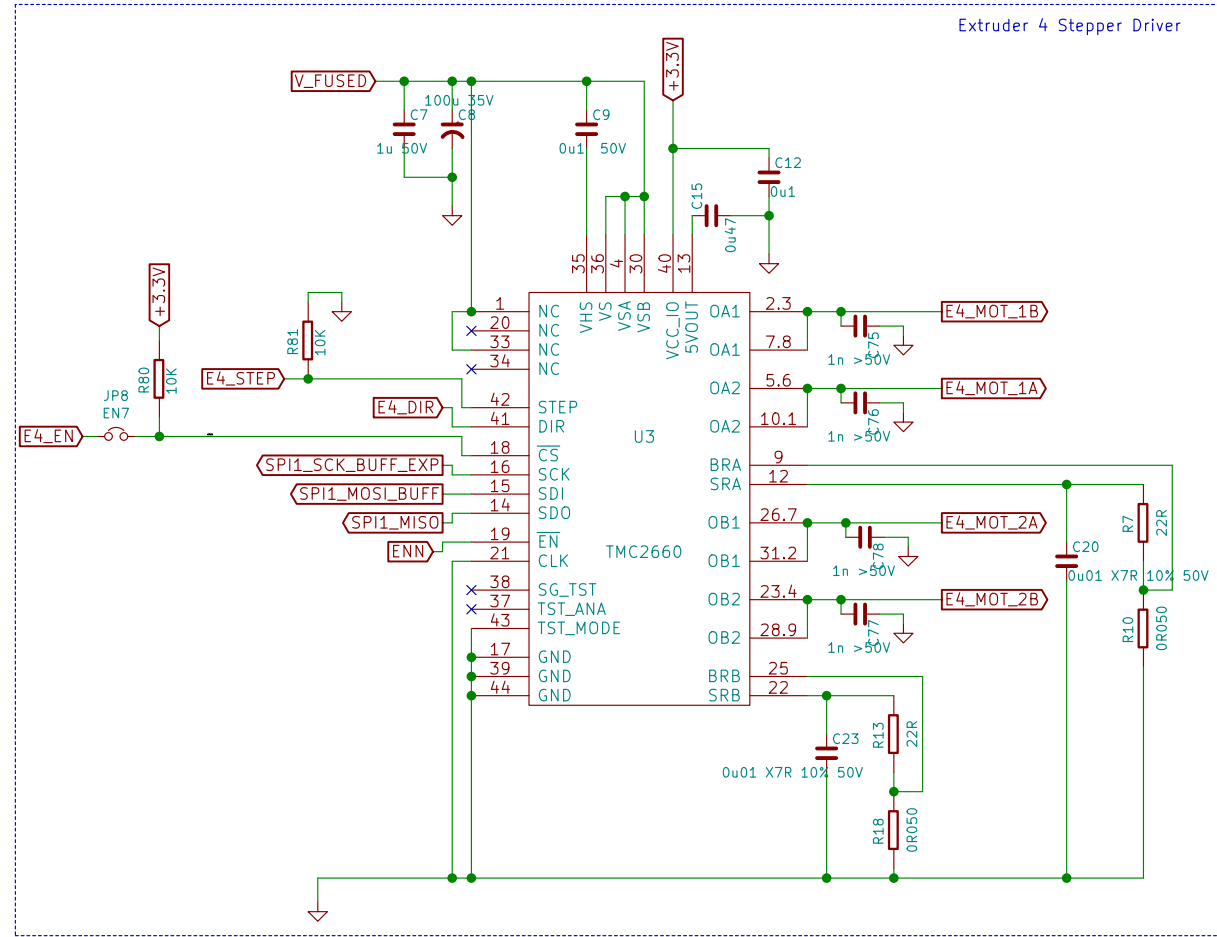 Extruder 4 Stepper Driver
V_FUSED
+3.3V
100u 35V
C7
C8
C9
1u 50V
0u1 50V
C12
0u1
C15
0u47
35
36
4
30
40
13
+3.3V
R81
10K
R80
10K
JP8
EN7
E4_EN
E4_STEP
E4_DIR
SPI1_SCK_BUFF_EXP
SPI1_MOSI_BUFF
SPI1_MISO
ENN
1
20
33
34
42
41
18
16
15
14
19
21
38
37
43
17
39
44
NC
NC
NC
NC
STEP
DIR
CS
SCK
SDI
SDO
EN
CLK
SG_TST
TST_ANA
TST_MODE
GND
GND
GND
VHS
VS
VSA
VSB
VCC_IO
5VOUT
U3
TMC2660
OA1
OA1
OA2
OA2
BRA
SRA
OB1
OB1
OB2
OB2
BRB
SRB
2.3
7.8
5.6
10.1
9
12
26.7
31.2
23.4
28.9
25
22
E4_MOT_1B
C75
1n >50V
E4_MOT_1A
C76
1n >50V
E4_MOT_2A
C78
1n >50V
E4_MOT_2B
C77
1n >50V
R7
22R
C20
0u01 X7R 10% 50V
R10
0R050
R13
22R
C23
0u01 X7R 10% 50V
R18
0R050